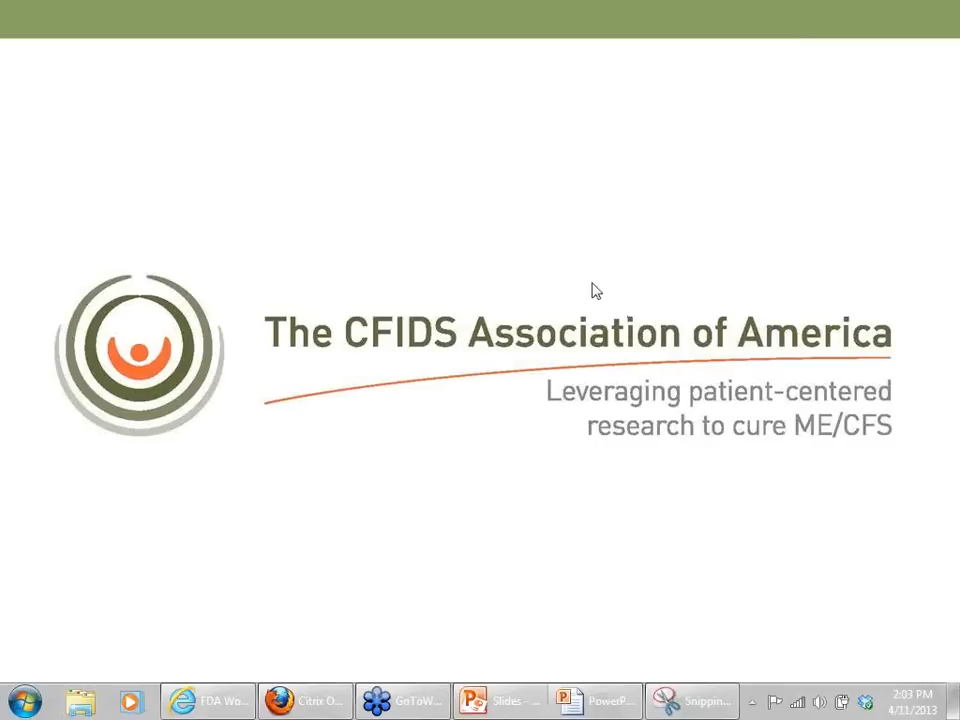 The CFIDS Association of America
Leveraging patient-centered
research to cure ME/CFS
FDA Wo...
Citrix O...
GoToW...
Slides - ...
PowerP...
Snippin...
2:03 PM
4/11/2013